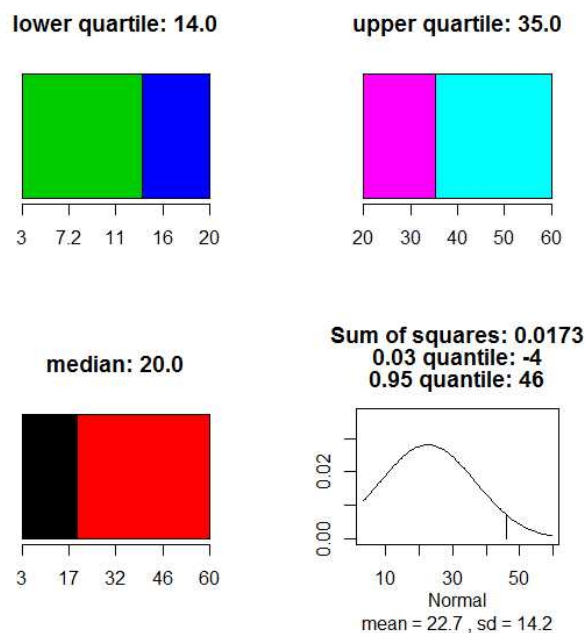 lower quartile: 14.0
3 7.2 11 16 20
upper quartile: 35.0
20 30 40 50 60
median: 20.0
3 17 32 46 60
Sum of squares: 0.0173
0.03 quantile: -4
0.95 quantile: 46
0.02
0.00
10 30 50
Normal
mean = 22.7 , sd = 14.2